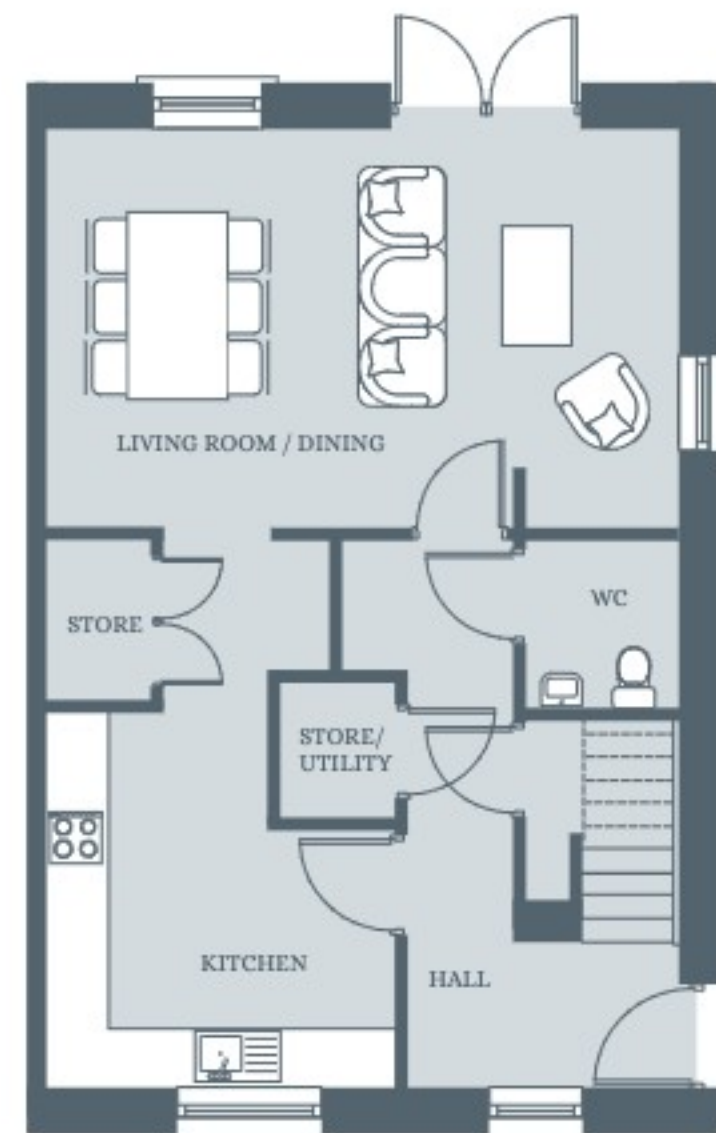 LIVING ROOM / DINING
WC
STORE
STORE/
UTILITY
KITCHEN
HALL